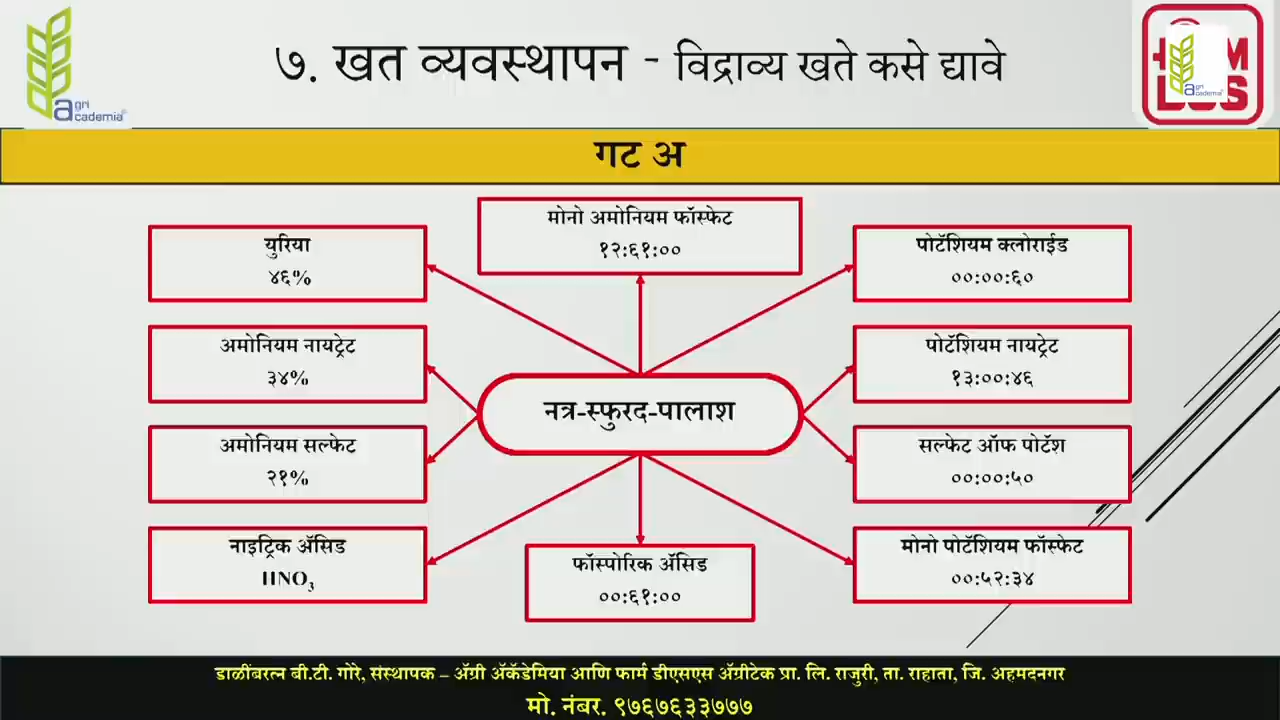 ७. खत व्यवस्थापन - विद्राव्य खते कसे द्यावे
agri
academia
agri
academia
गट अ
मोनो अमोनियम फॉस्फेट
१२:६१:००
युरिया
४६%
पोटॅशियम क्लोराईड
००:००:६०
अमोनियम नायट्रेट
३४%
पोटॅशियम नायट्रेट
१३:००:४६
नत्र-स्फुरद-पालाश
अमोनियम सल्फेट
२१%
सल्फेट ऑफ पोटॅश
००:००:५०
नाइट्रिक ॲसिड
HNO₃
फॉस्पोरिक ॲसिड
००:६१:००
मोनो पोटॅशियम फॉस्फेट
००:५२:३४
डाळींबरत्न बी.टी. गोरे, संस्थापक – ॲग्री ॲकॅडेमिया आणि फार्म डीएसएस ॲग्रीटेक प्रा. लि. राजुरी, ता. राहाता, जि. अहमदनगर
मो. नंबर. ९७६७६३३७७७